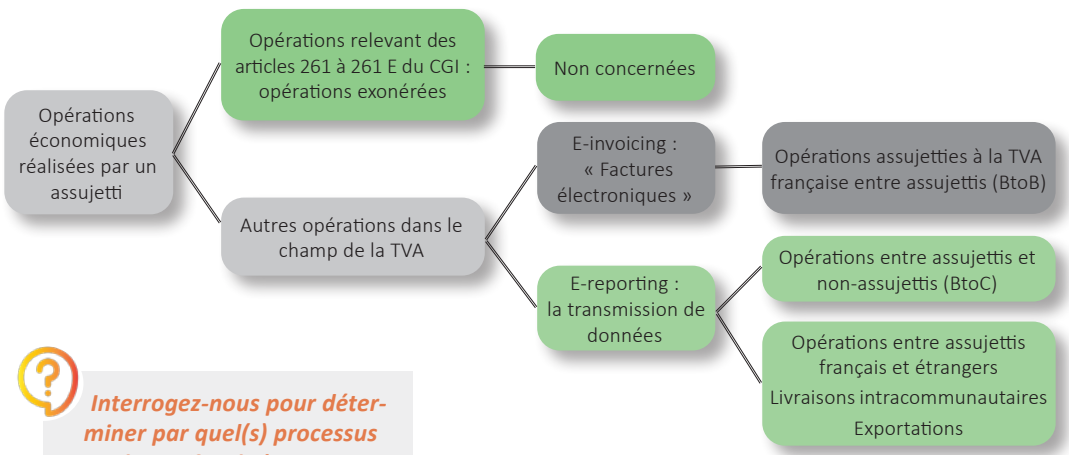 Opérations
économiques
réalisées par un
assujetti
Opérations relevant des
articles 261 à 261 E du CGI :
opérations exonérées
Non concernées
Autres opérations dans le
champ de la TVA
E-invoicing :
« Factures
électroniques »
Opérations assujetties à la TVA
française entre assujettis (BtoB)
E-reporting :
la transmission de
données
Opérations entre assujettis et
non-assujettis (BtoC)
Opérations entre assujettis
français et étrangers
Livraisons intracommunautaires
Exportations
?
Interrogez-nous pour déter-
miner par quel(s) processus